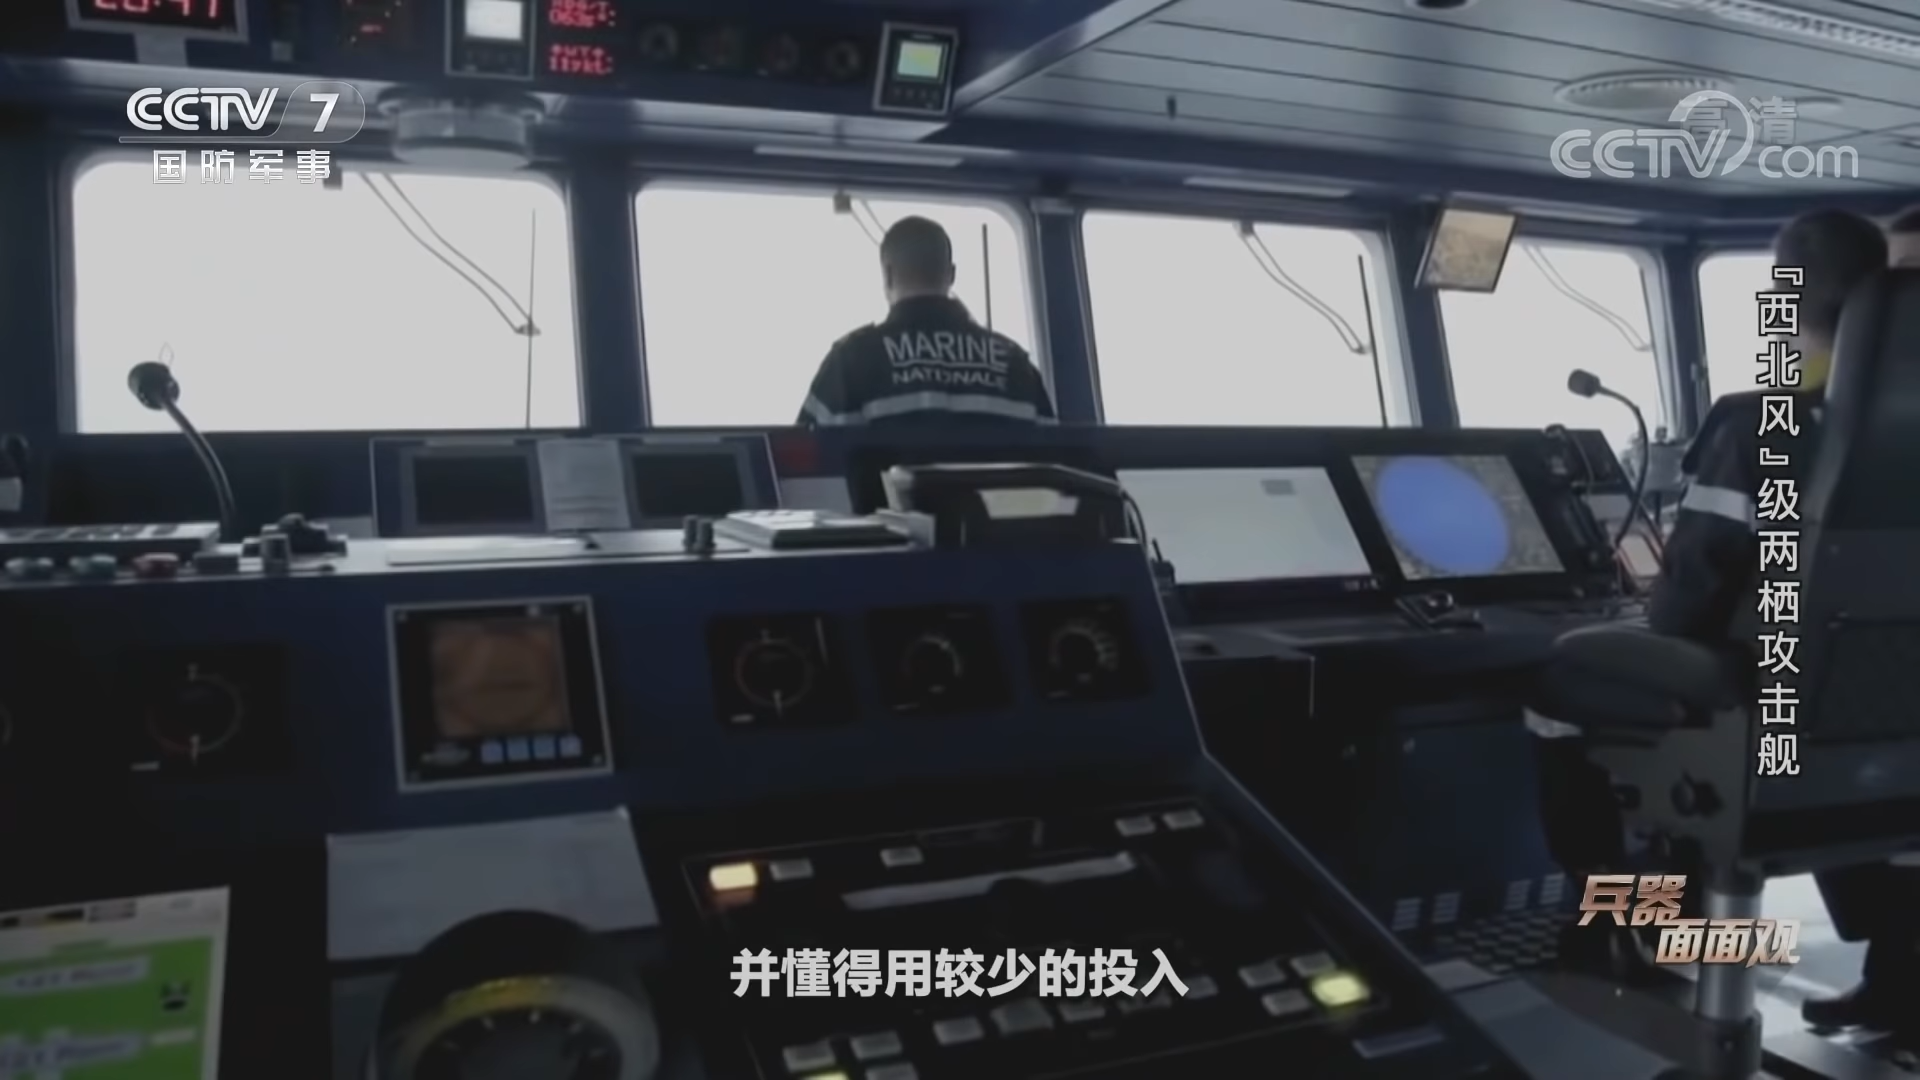 CCTV 7
国防军事
高清
CCTV.com
MARINE
NATIONALE
『西北风』级两栖攻击舰
兵器
面面观
并懂得用较少的投入